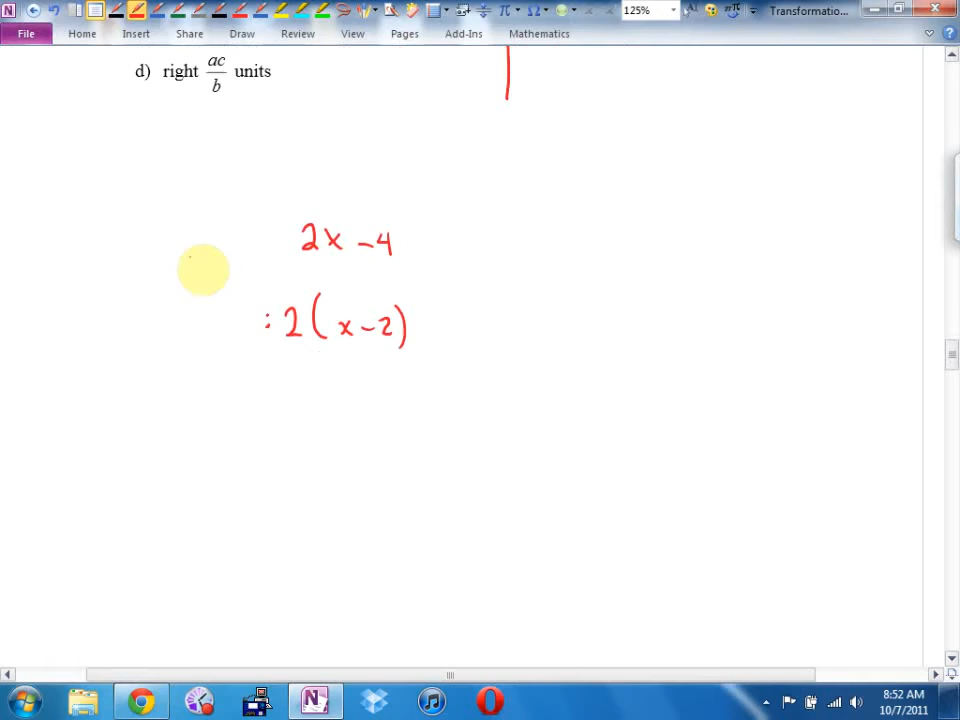 125%
Transformatio...
File Home Insert Share Draw Review View Pages Add-Ins Mathematics
d) right ac/b units
2x - 4
: 2(x - 2)
8:52 AM
10/7/2011